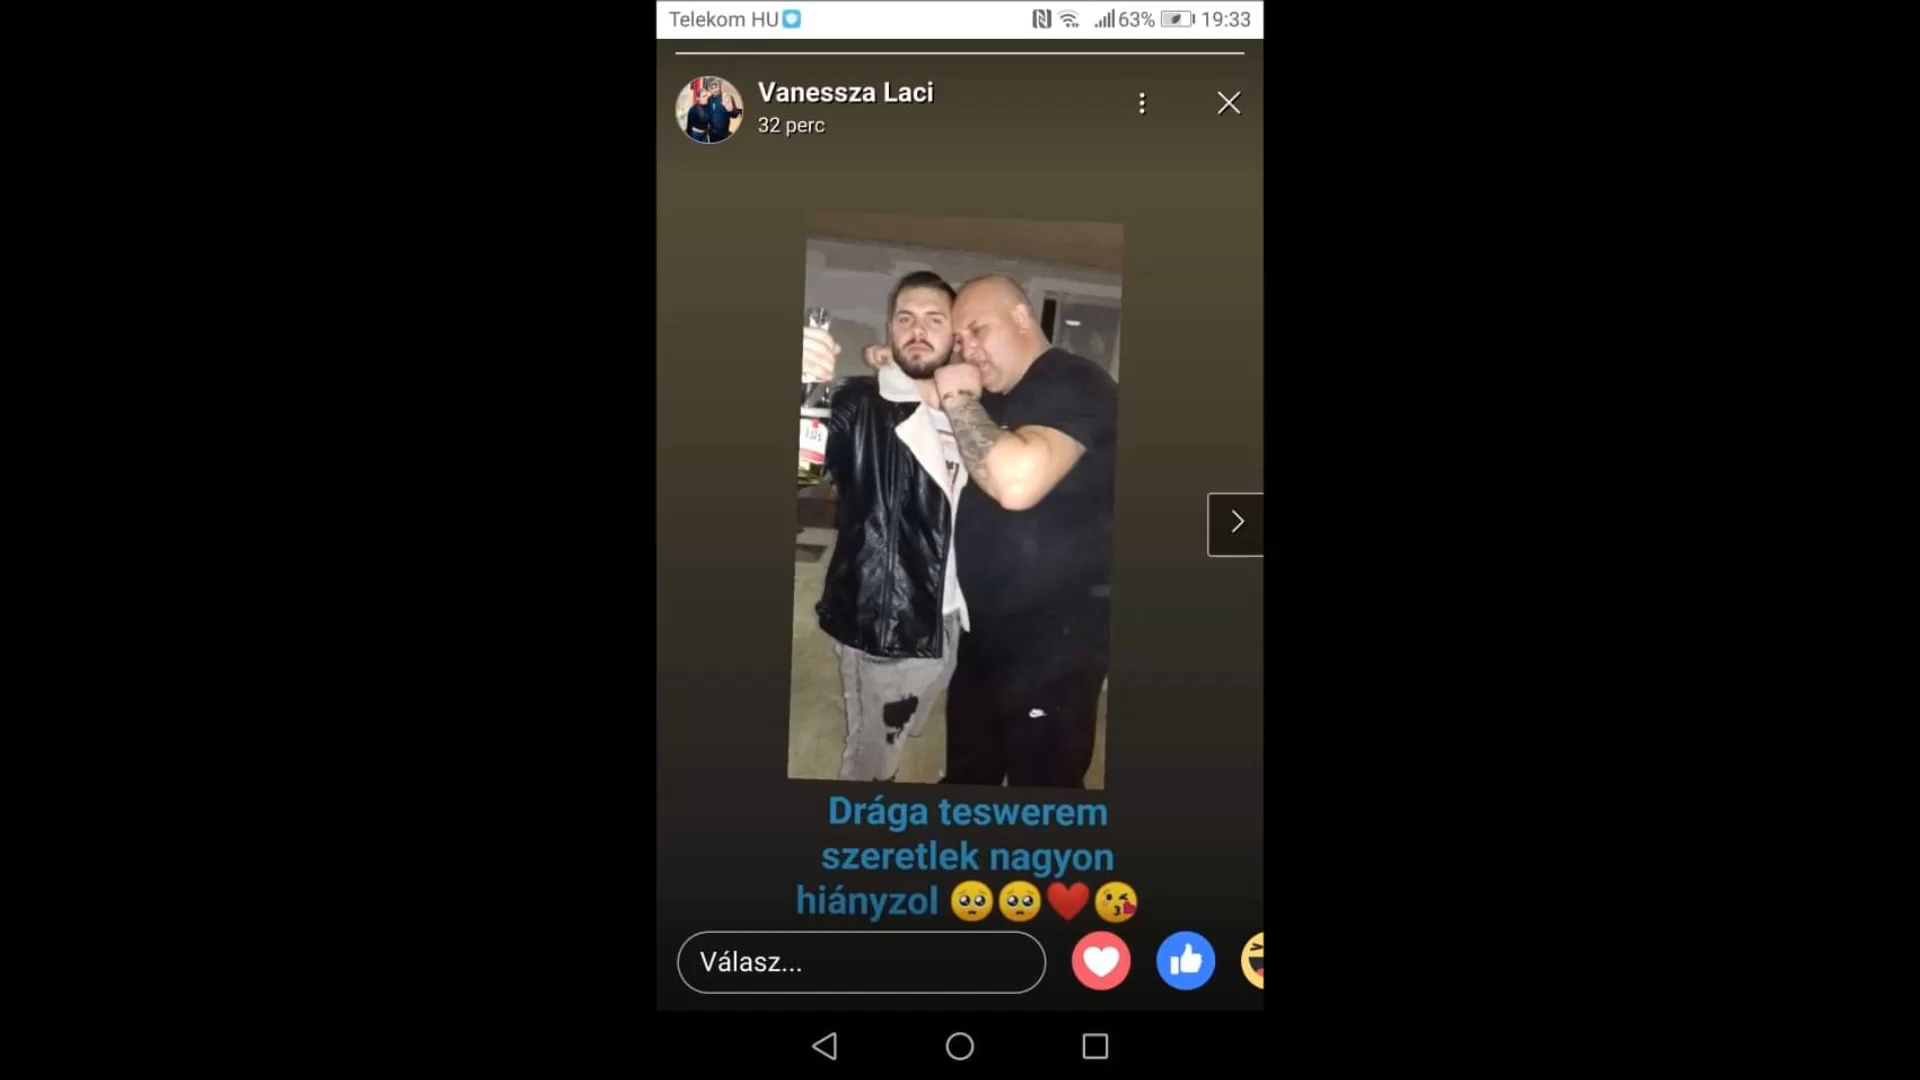 Telekom HU 63% 19:33
Vanessza Laci
32 perc
Drága teswerem
szeretlek nagyon
hiányzol 🥺🥺❤️😘
Válasz...